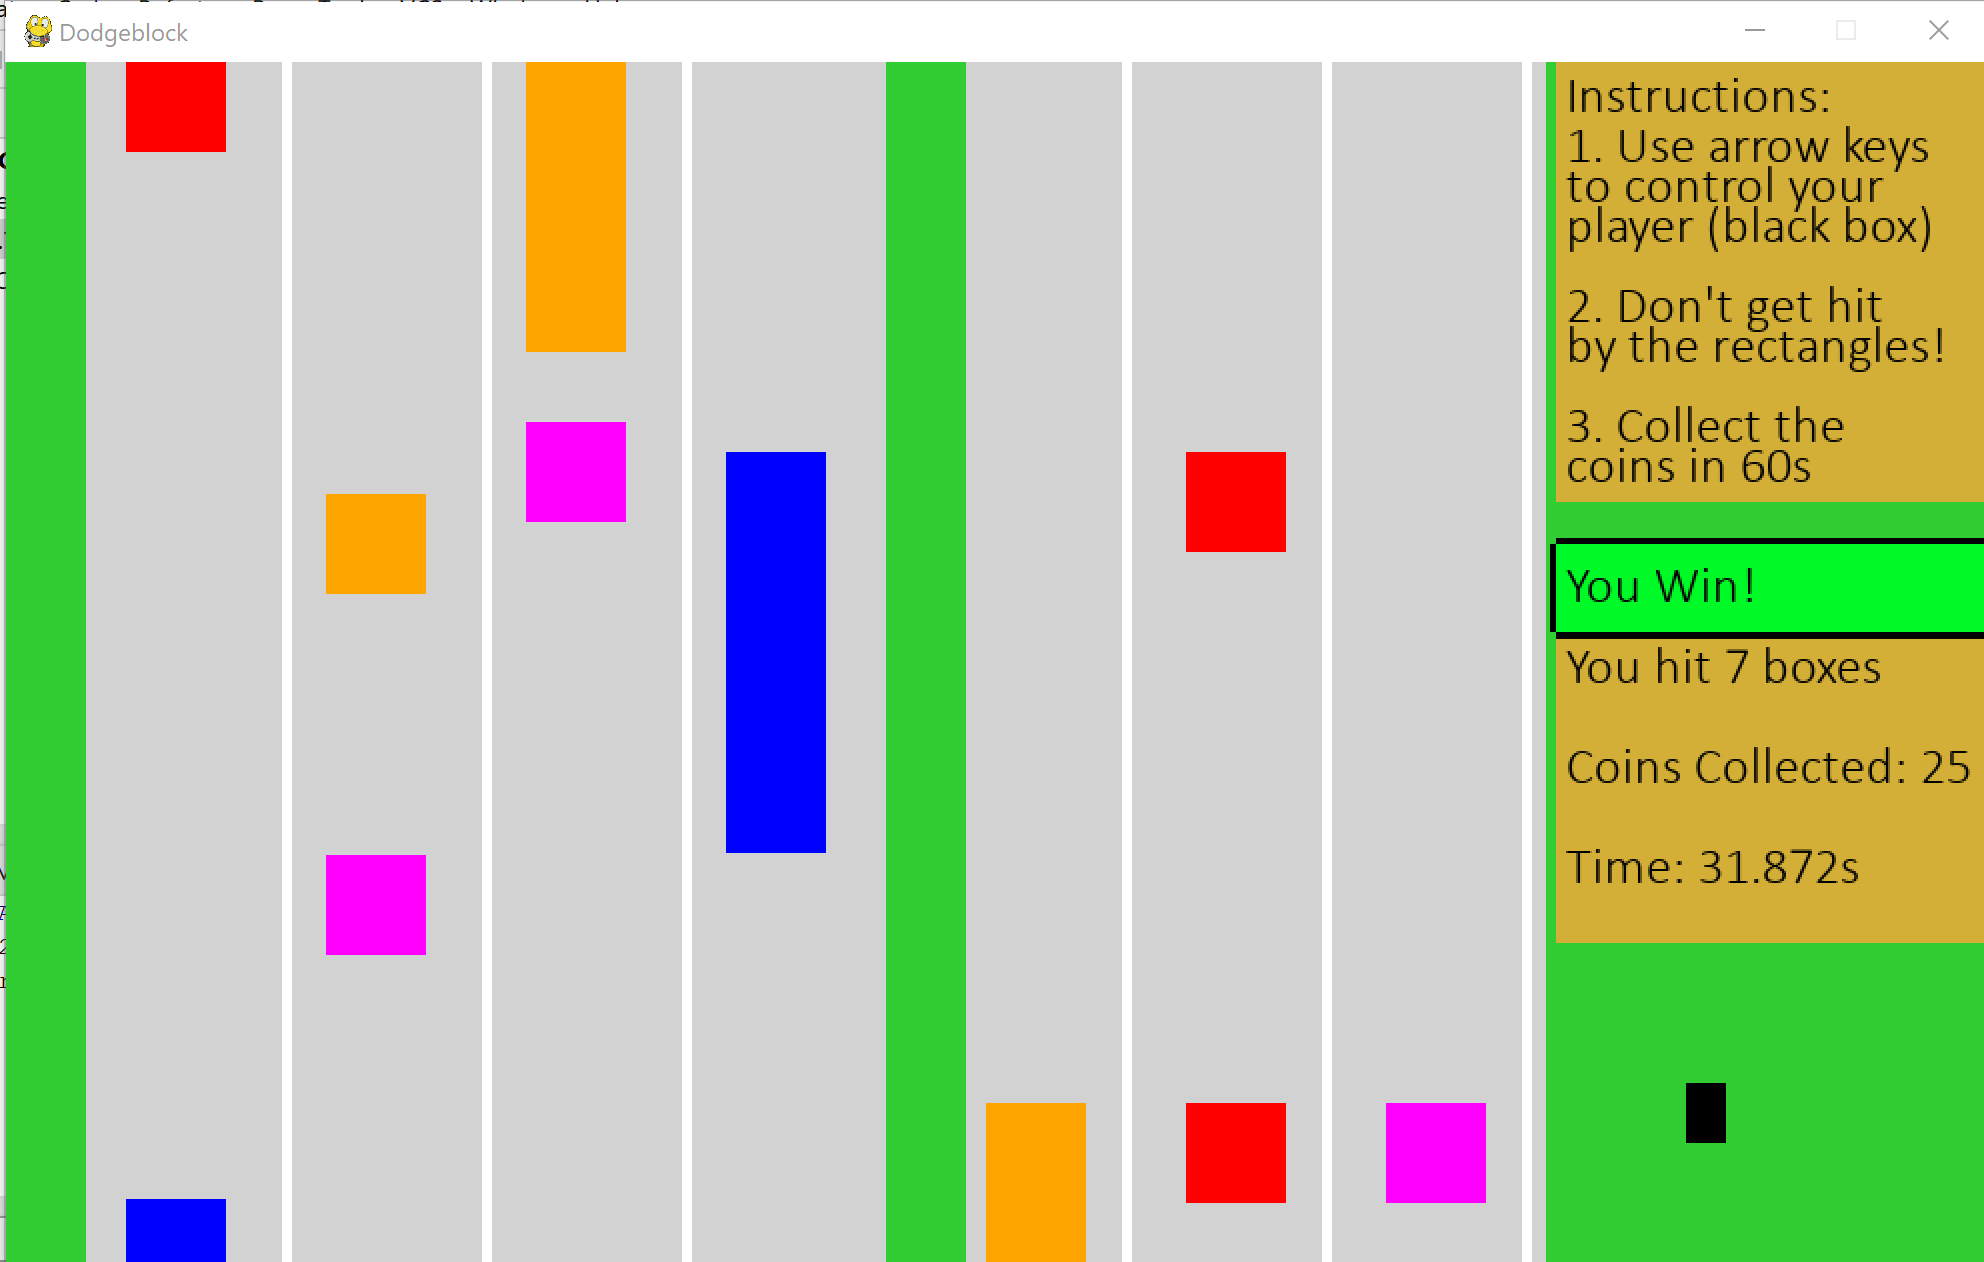 Dodgeblock
Instructions:
1. Use arrow keys
to control your
player (black box)
2. Don't get hit
by the rectangles!
3. Collect the
coins in 60s
You Win!
You hit 7 boxes
Coins Collected: 25
Time: 31.872s